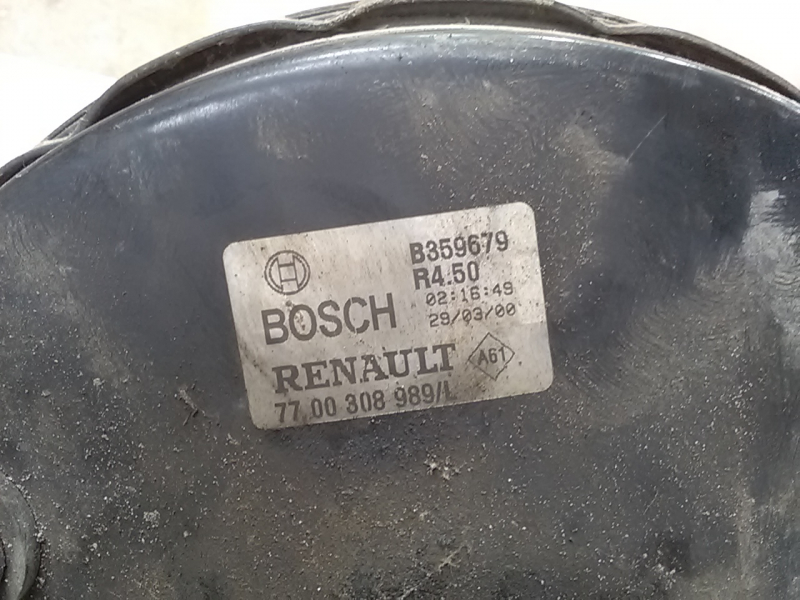 B359679
R4.50
02:16:49
BOSCH
29/03/00
RENAULT
A61
77 00 308 989/L